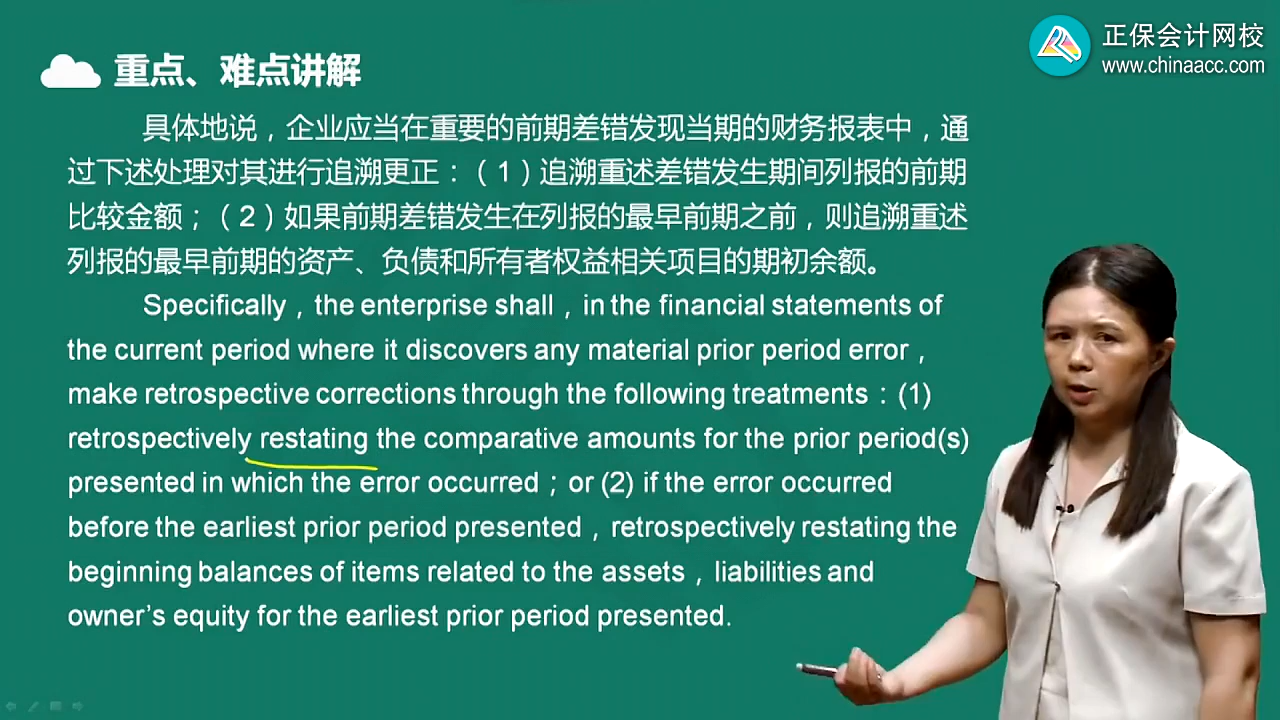 正保会计网校
www.chinaacc.com
重点、难点讲解
具体地说，企业应当在重要的前期差错发现当期的财务报表中，通
过下述处理对其进行追溯更正：（1）追溯重述差错发生期间列报的前期
比较金额；（2）如果前期差错发生在列报的最早前期之前，则追溯重述
列报的最早前期的资产、负债和所有者权益相关项目的期初余额。
Specifically，the enterprise shall，in the financial statements of
the current period where it discovers any material prior period error，
make retrospective corrections through the following treatments：(1)
retrospectively restating the comparative amounts for the prior period(s)
presented in which the error occurred；or (2) if the error occurred
before the earliest prior period presented，retrospectively restating the
beginning balances of items related to the assets，liabilities and
owner’s equity for the earliest prior period presented.